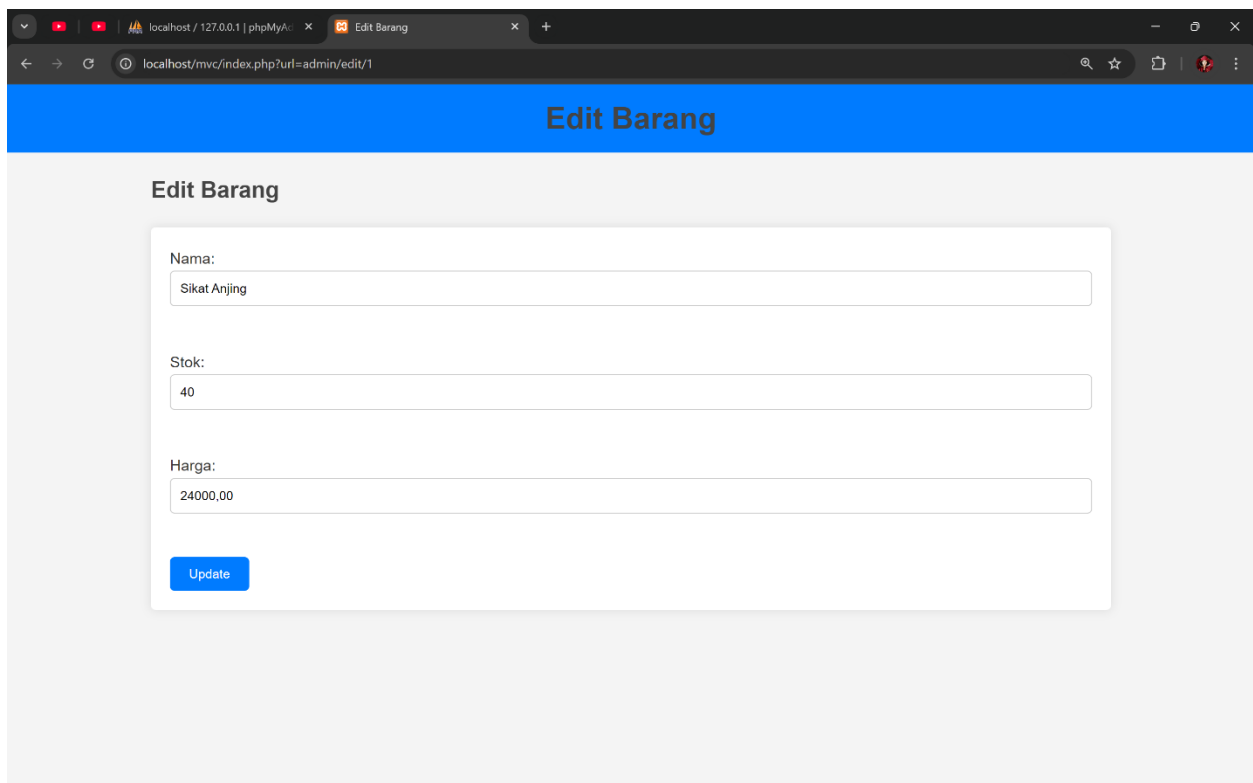 localhost / 127.0.0.1 | phpMyAd
Edit Barang
localhost/mvc/index.php?url=admin/edit/1
Edit Barang
Edit Barang
Nama:
Sikat Anjing
Stok:
40
Harga:
24000,00
Update